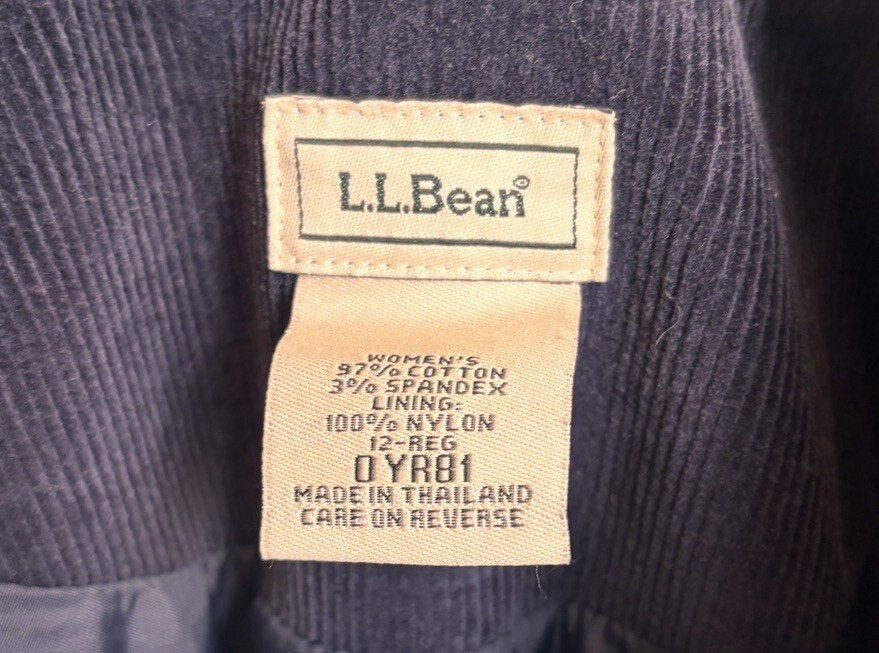 L.L.Bean®
WOMEN'S
97% COTTON
3% SPANDEX
LINING:
100% NYLON
12-REG
0YR81
MADE IN THAILAND
CARE ON REVERSE